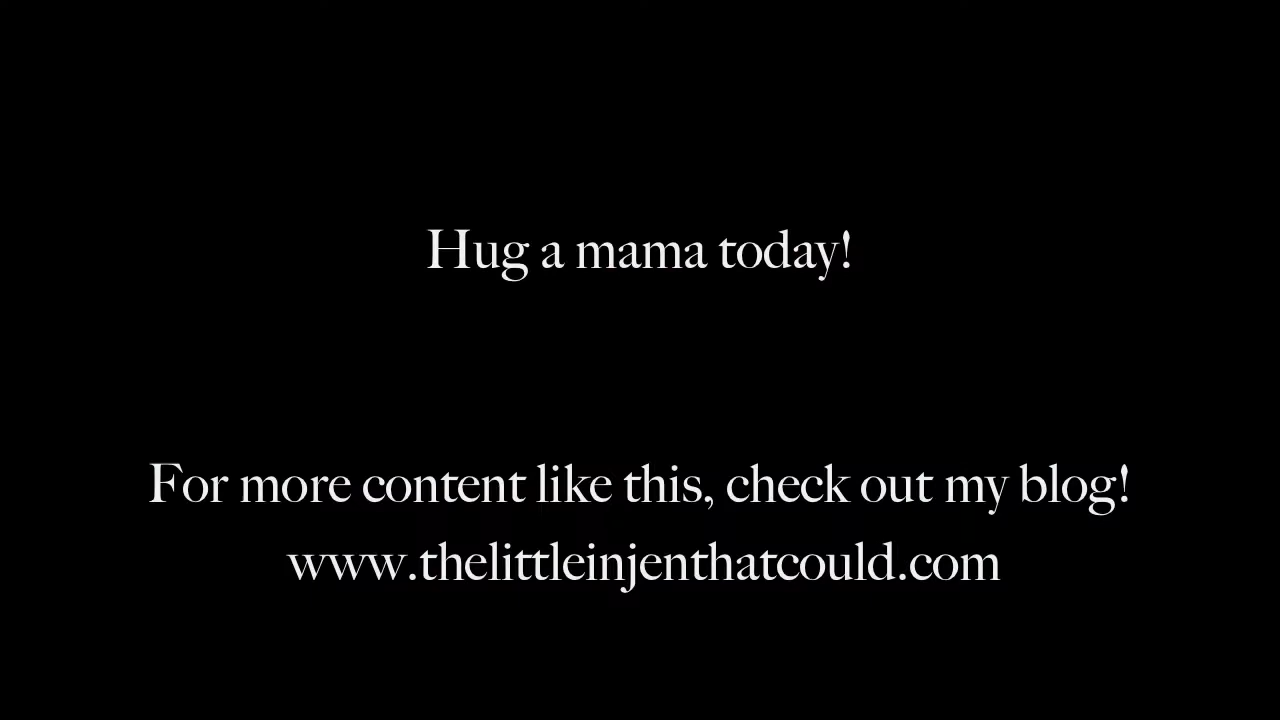 Hug a mama today!
For more content like this, check out my blog!
www.thelittleinjenthatcould.com